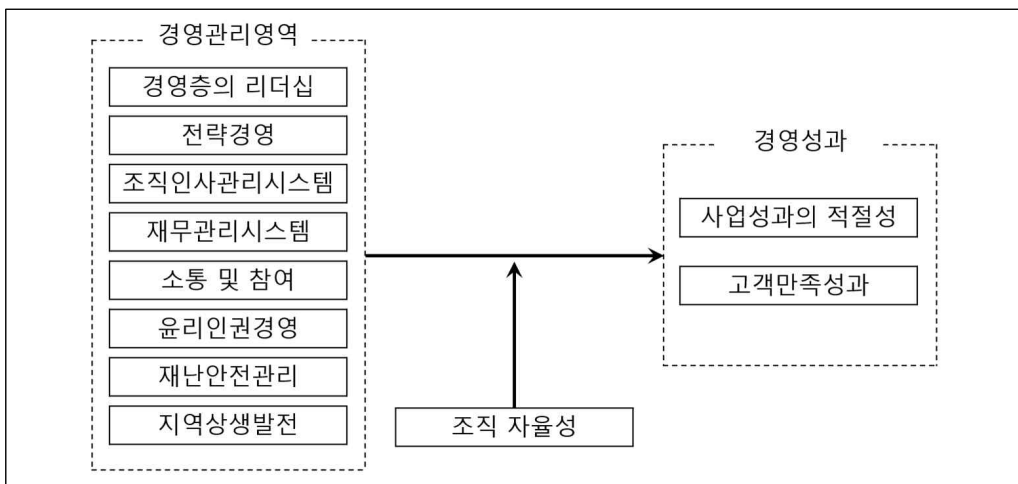 경영관리영역
경영층의 리더십
전략경영
조직인사관리시스템
재무관리시스템
소통 및 참여
윤리인권경영
재난안전관리
지역상생발전
조직 자율성
경영성과
사업성과의 적절성
고객만족성과